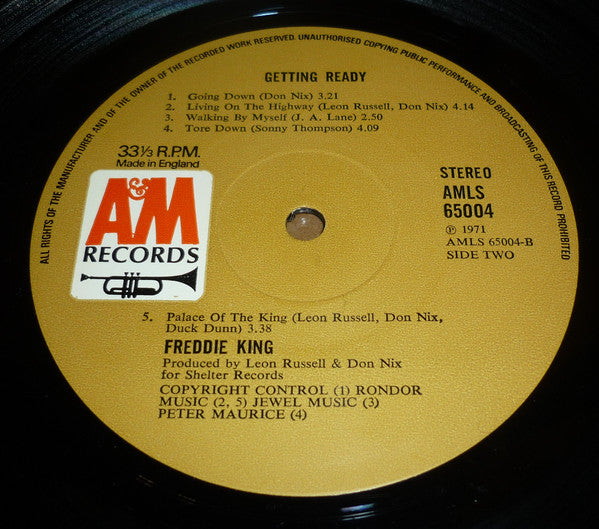 ALL RIGHTS OF THE MANUFACTURER AND OF THE OWNER OF THE RECORDED WORK RESERVED. UNAUTHORISED COPYING PUBLIC PERFORMANCE AND BROADCASTING OF THIS RECORD PROHIBITED
GETTING READY
1. Going Down (Don Nix) 3.21
2. Living On The Highway (Leon Russell, Don Nix) 4.14
3. Walking By Myself (J. A. Lane) 2.50
4. Tore Down (Sonny Thompson) 4.09
33⅓ R.P.M.
Made in England
A&M
RECORDS
STEREO
AMLS
65004
℗ 1971
AMLS 65004-B
SIDE TWO
5. Palace Of The King (Leon Russell, Don Nix,
Duck Dunn) 3.38
FREDDIE KING
Produced by Leon Russell & Don Nix
for Shelter Records
COPYRIGHT CONTROL (1) RONDOR
MUSIC (2, 5) JEWEL MUSIC (3)
PETER MAURICE (4)